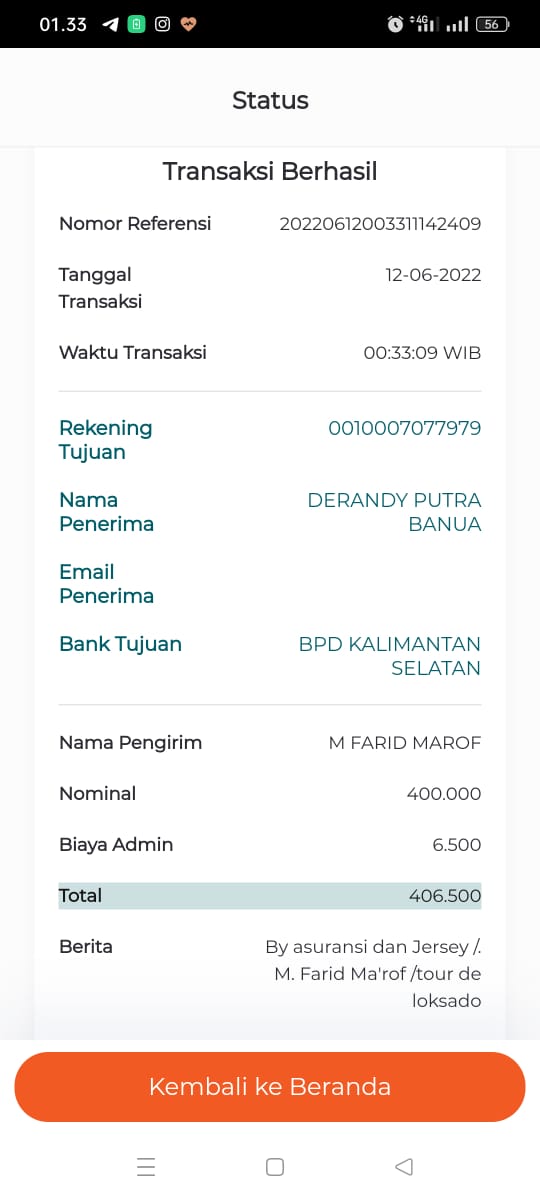 01.33
4G
56
Status
Transaksi Berhasil
Nomor Referensi 20220612003311142409
Tanggal Transaksi 12-06-2022
Waktu Transaksi 00:33:09 WIB
Rekening Tujuan 0010007077979
Nama Penerima DERANDY PUTRA BANUA
Email Penerima
Bank Tujuan BPD KALIMANTAN SELATAN
Nama Pengirim M FARID MAROF
Nominal 400.000
Biaya Admin 6.500
Total 406.500
Berita By asuransi dan Jersey /.
M. Farid Ma'rof /tour de
loksado
Kembali ke Beranda